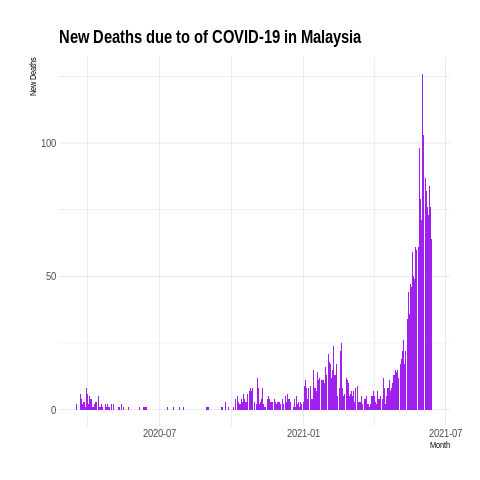 New Deaths due to of COVID-19 in Malaysia
New Deaths
100
50
0
2020-07
2021-01
2021-07
Month